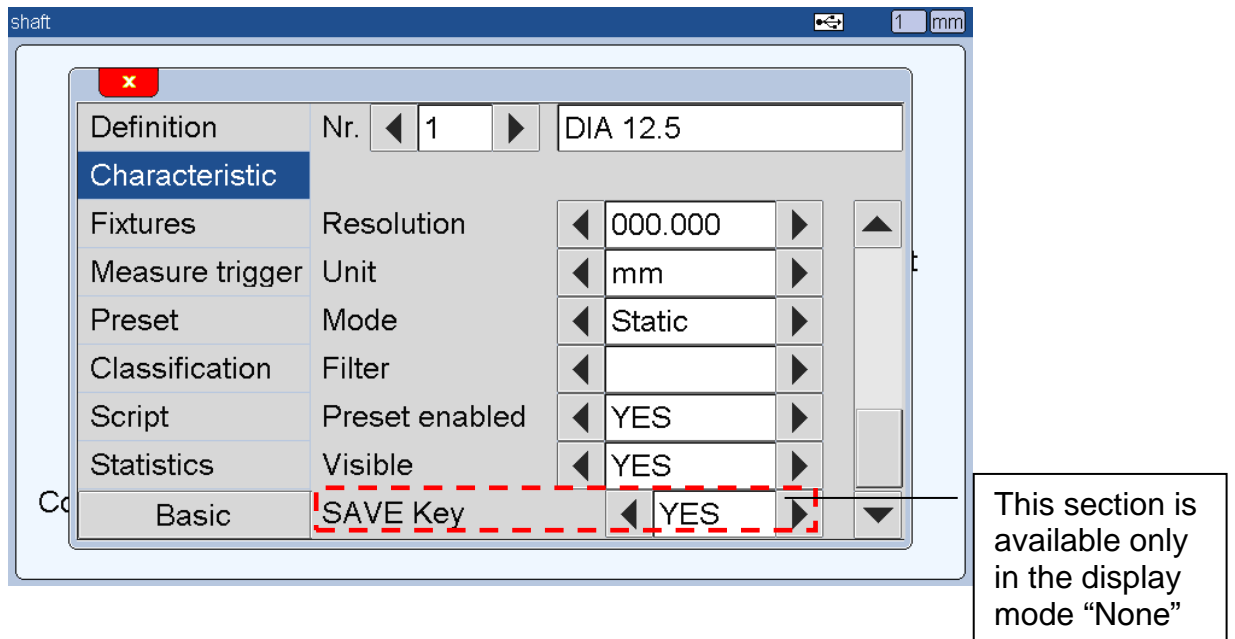 shaft 1 mm
x
Definition Nr. 1 DIA 12.5
Characteristic
Fixtures Resolution 000.000
Measure trigger Unit mm
t
Preset Mode Static
Classification Filter
Script Preset enabled YES
Statistics Visible YES
Co
Basic SAVE Key YES
This section is
available only
in the display
mode “None”